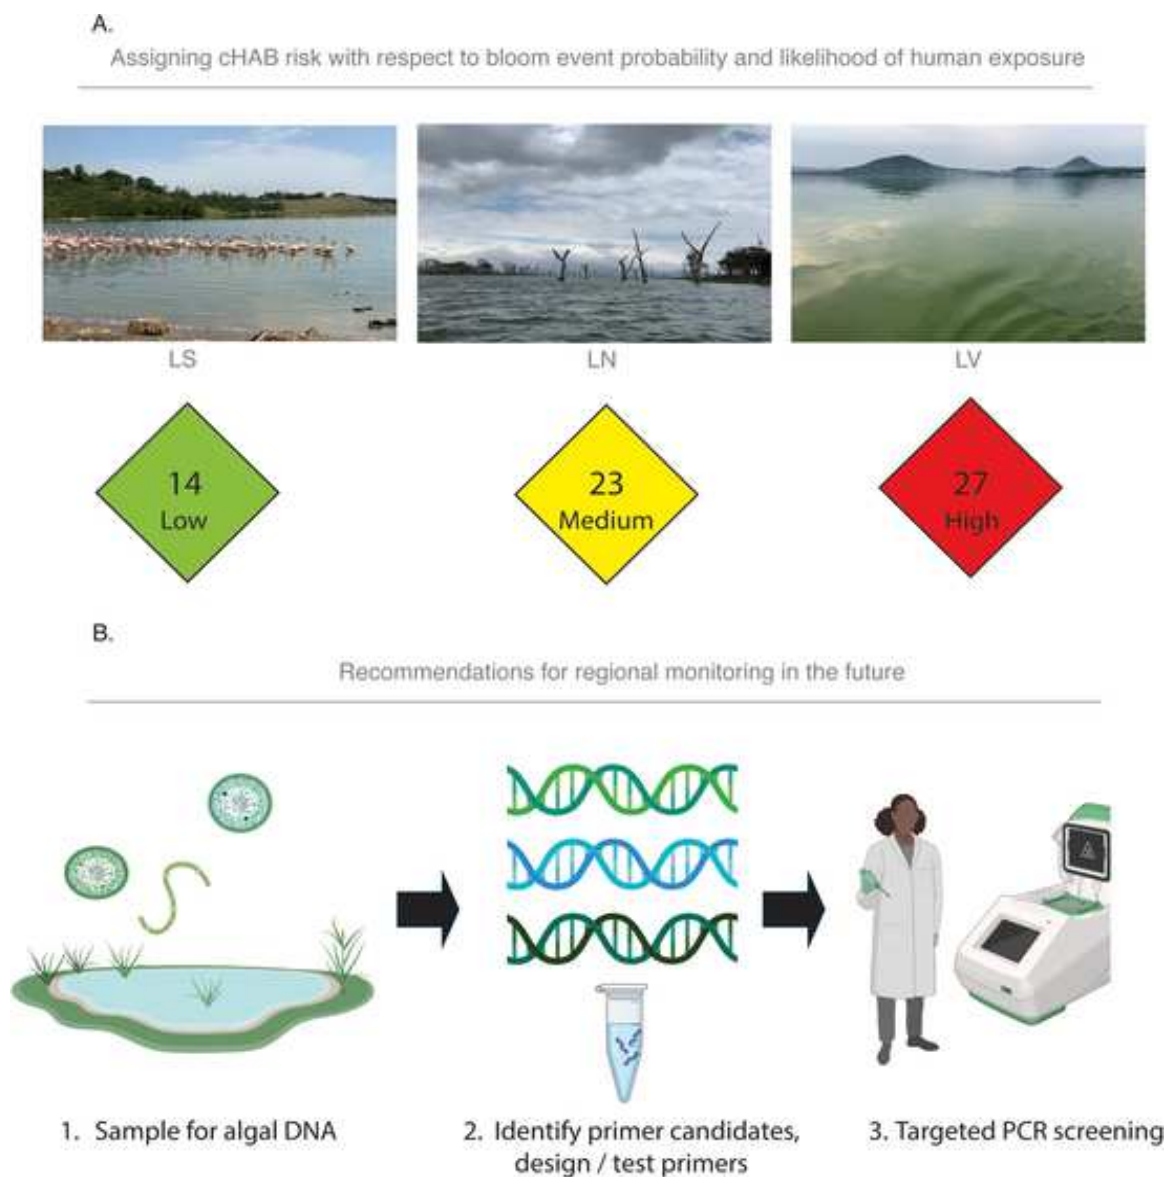 A.
Assigning cHAB risk with respect to bloom event probability and likelihood of human exposure
LS
LN
LV
14
Low
23
Medium
27
High
B.
Recommendations for regional monitoring in the future
1. Sample for algal DNA
2. Identify primer candidates,
design / test primers
3. Targeted PCR screening